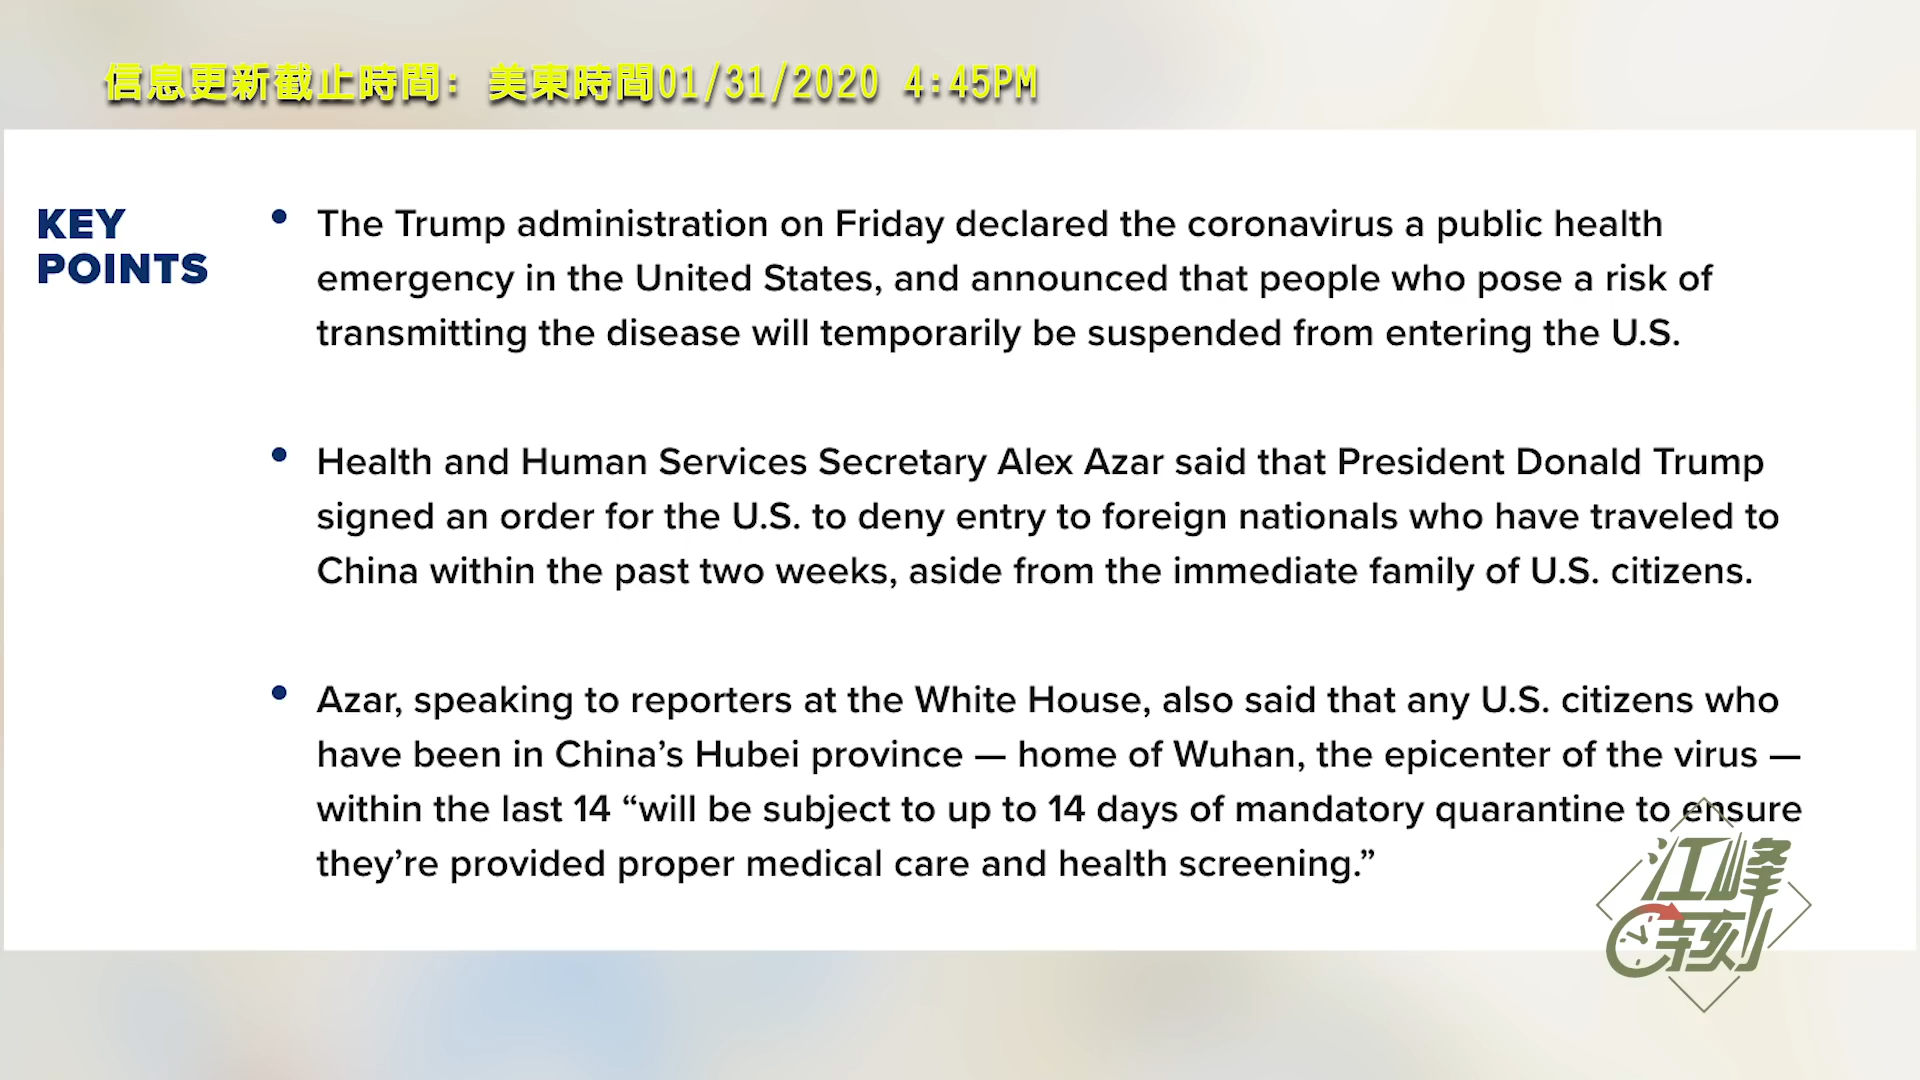 信息更新截止時間：美東時間01/31/2020 4:45PM
KEY
POINTS
• The Trump administration on Friday declared the coronavirus a public health
emergency in the United States, and announced that people who pose a risk of
transmitting the disease will temporarily be suspended from entering the U.S.
• Health and Human Services Secretary Alex Azar said that President Donald Trump
signed an order for the U.S. to deny entry to foreign nationals who have traveled to
China within the past two weeks, aside from the immediate family of U.S. citizens.
• Azar, speaking to reporters at the White House, also said that any U.S. citizens who
have been in China’s Hubei province — home of Wuhan, the epicenter of the virus —
within the last 14 “will be subject to up to 14 days of mandatory quarantine to ensure
they’re provided proper medical care and health screening.”
江峰
時刻